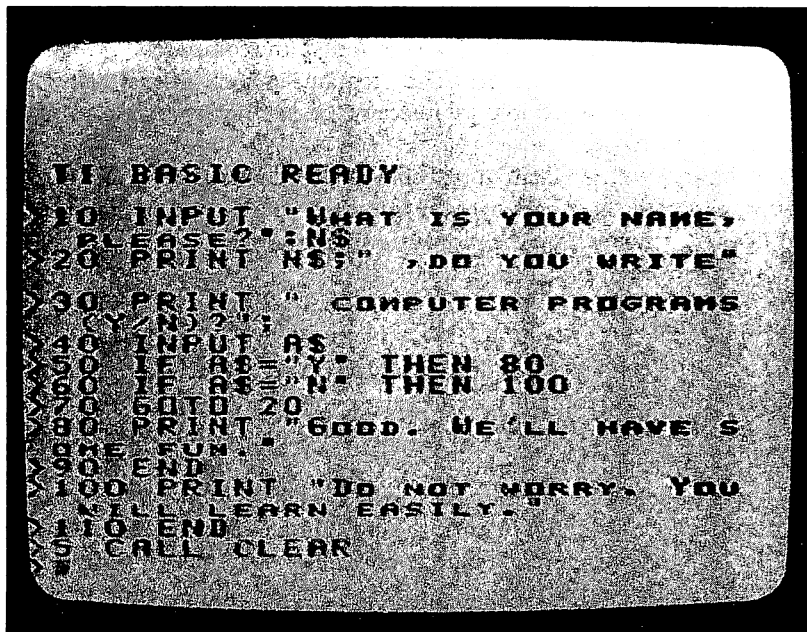 TI BASIC READY
>10 INPUT "WHAT IS YOUR NAME,
PLEASE?":N$
>20 PRINT N$;" ,DO YOU WRITE"
>30 PRINT " COMPUTER PROGRAMS
(Y/N)?";
>40 INPUT A$
>50 IF A$="Y" THEN 80
>60 IF A$="N" THEN 100
>70 GOTO 20
>80 PRINT "GOOD. WE'LL HAVE S
OME FUN."
>90 END
>100 PRINT "DO NOT WORRY. YOU
WILL LEARN EASILY."
>110 END
>5 CALL CLEAR
>